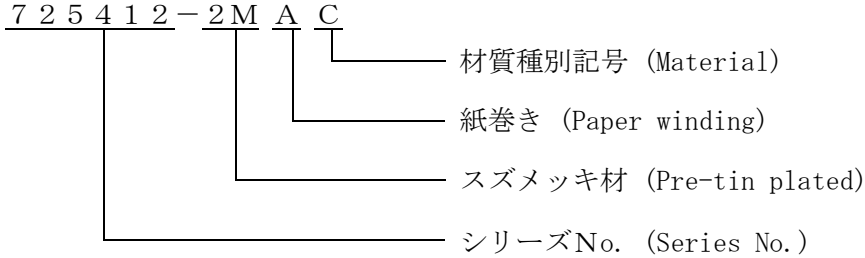 ７２５４１２－２Ｍ Ａ Ｃ
材質種別記号 (Material)
紙巻き (Paper winding)
スズメッキ材 (Pre-tin plated)
シリーズNo. (Series No.)